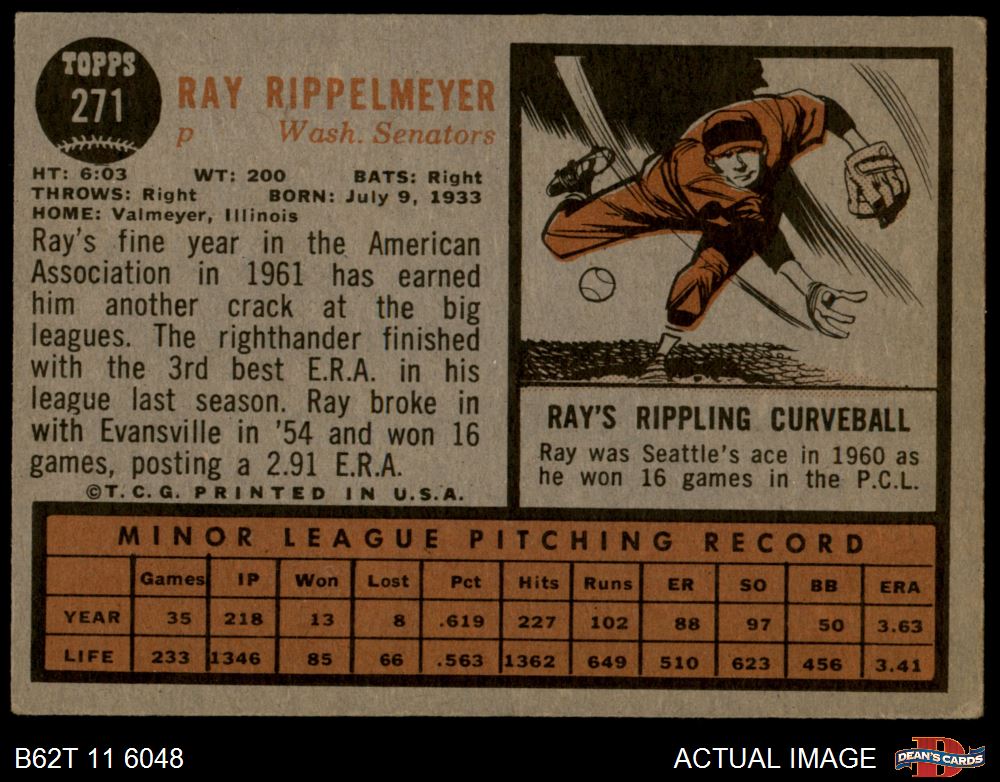 TOPPS
271
RAY RIPPELMEYER
p Wash. Senators
HT: 6:03 WT: 200 BATS: Right
THROWS: Right BORN: July 9, 1933
HOME: Valmeyer, Illinois
Ray's fine year in the American
Association in 1961 has earned
him another crack at the big
leagues. The righthander finished
with the 3rd best E.R.A. in his
league last season. Ray broke in
with Evansville in '54 and won 16
games, posting a 2.91 E.R.A.
©T.C.G. PRINTED IN U.S.A.
RAY'S RIPPLING CURVEBALL
Ray was Seattle's ace in 1960 as
he won 16 games in the P.C.L.
MINOR LEAGUE PITCHING RECORD
Games IP Won Lost Pct Hits Runs ER SO BB ERA
YEAR 35 218 13 8 .619 227 102 88 97 50 3.63
LIFE 233 1346 85 66 .563 1362 649 510 623 456 3.41
B62T 11 6048 ACTUAL IMAGE
D
DEAN'S CARDS